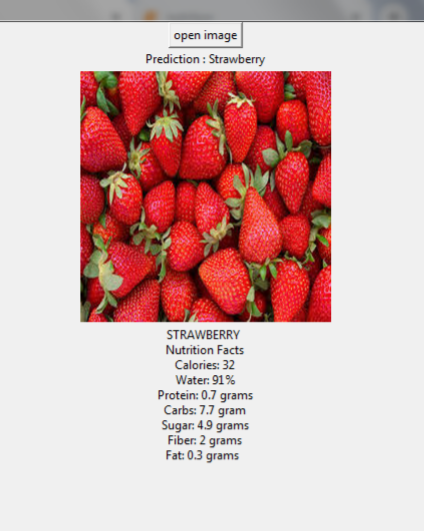 open image
Prediction : Strawberry
STRAWBERRY
Nutrition Facts
Calories: 32
Water: 91%
Protein: 0.7 grams
Carbs: 7.7 gram
Sugar: 4.9 grams
Fiber: 2 grams
Fat: 0.3 grams